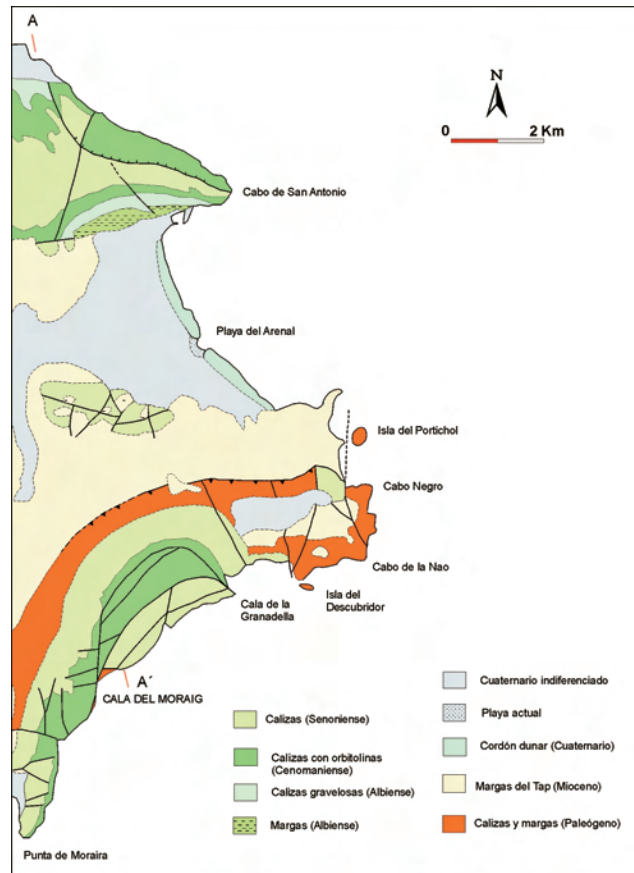 A
N
0 2 Km
Cabo de San Antonio
Playa del Arenal
Isla del Portichol
Cabo Negro
Cabo de la Nao
Isla del
Descubridor
Cala de la
Granadella
A´
CALA DEL MORAIG
Punta de Moraira
Calizas (Senoniense)
Calizas con orbitolinas
(Cenomaniense)
Calizas gravelosas (Albiense)
Margas (Albiense)
Cuaternario indiferenciado
Playa actual
Cordón dunar (Cuaternario)
Margas del Tap (Mioceno)
Calizas y margas (Paleógeno)